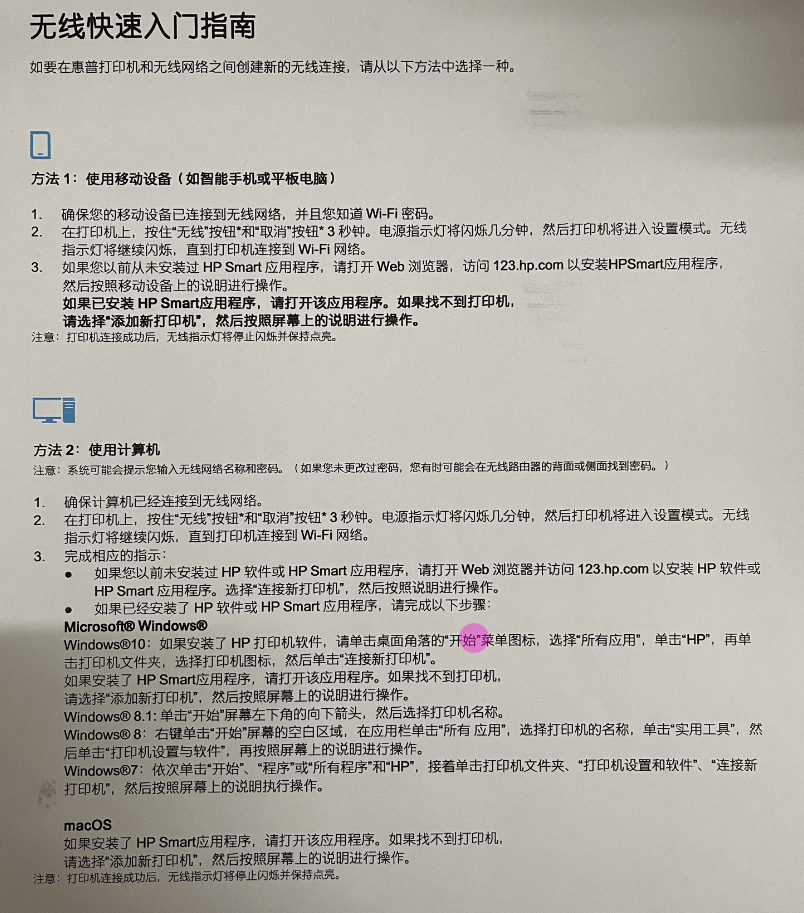 无线快速入门指南
如要在惠普打印机和无线网络之间创建新的无线连接，请从以下方法中选择一种。
方法 1：使用移动设备（如智能手机或平板电脑）
1. 确保您的移动设备已连接到无线网络，并且您知道 Wi-Fi 密码。
2. 在打印机上，按住“无线”按钮*和“取消”按钮* 3 秒钟。电源指示灯将闪烁几分钟，然后打印机将进入设置模式。无线
指示灯将继续闪烁，直到打印机连接到 Wi-Fi 网络。
3. 如果您以前从未安装过 HP Smart 应用程序，请打开 Web 浏览器，访问 123.hp.com 以安装HPSmart应用程序，
然后按照移动设备上的说明进行操作。
如果已安装 HP Smart应用程序，请打开该应用程序。如果找不到打印机，
请选择“添加新打印机”，然后按照屏幕上的说明进行操作。
注意：打印机连接成功后，无线指示灯将停止闪烁并保持点亮。
方法 2：使用计算机
注意：系统可能会提示您输入无线网络名称和密码。（如果您未更改过密码，您有时可能会在无线路由器的背面或侧面找到密码。）
1. 确保计算机已经连接到无线网络。
2. 在打印机上，按住“无线”按钮*和“取消”按钮* 3 秒钟。电源指示灯将闪烁几分钟，然后打印机将进入设置模式。无线
指示灯将继续闪烁，直到打印机连接到 Wi-Fi 网络。
3. 完成相应的指示：
● 如果您以前未安装过 HP 软件或 HP Smart 应用程序，请打开 Web 浏览器并访问 123.hp.com 以安装 HP 软件或
HP Smart 应用程序。选择“连接新打印机”，然后按照说明进行操作。
● 如果已经安装了 HP 软件或 HP Smart 应用程序，请完成以下步骤：
Microsoft® Windows®
Windows®10：如果安装了 HP 打印机软件，请单击桌面角落的“开始”菜单图标，选择“所有应用”，单击“HP”，再单
击打印机文件夹，选择打印机图标，然后单击“连接新打印机”。
如果安装了 HP Smart应用程序，请打开该应用程序。如果找不到打印机，
请选择“添加新打印机”，然后按照屏幕上的说明进行操作。
Windows® 8.1: 单击“开始”屏幕左下角的向下箭头，然后选择打印机名称。
Windows® 8：右键单击“开始”屏幕的空白区域，在应用栏单击“所有 应用”，选择打印机的名称，单击“实用工具”，然
后单击“打印机设置与软件”，再按照屏幕上的说明进行操作。
Windows®7：依次单击“开始”、“程序”或“所有程序”和“HP”，接着单击打印机文件夹、“打印机设置和软件”、“连接新
打印机”，然后按照屏幕上的说明执行操作。
macOS
如果安装了 HP Smart应用程序，请打开该应用程序。如果找不到打印机，
请选择“添加新打印机”，然后按照屏幕上的说明进行操作。
注意：打印机连接成功后，无线指示灯将停止闪烁并保持点亮。